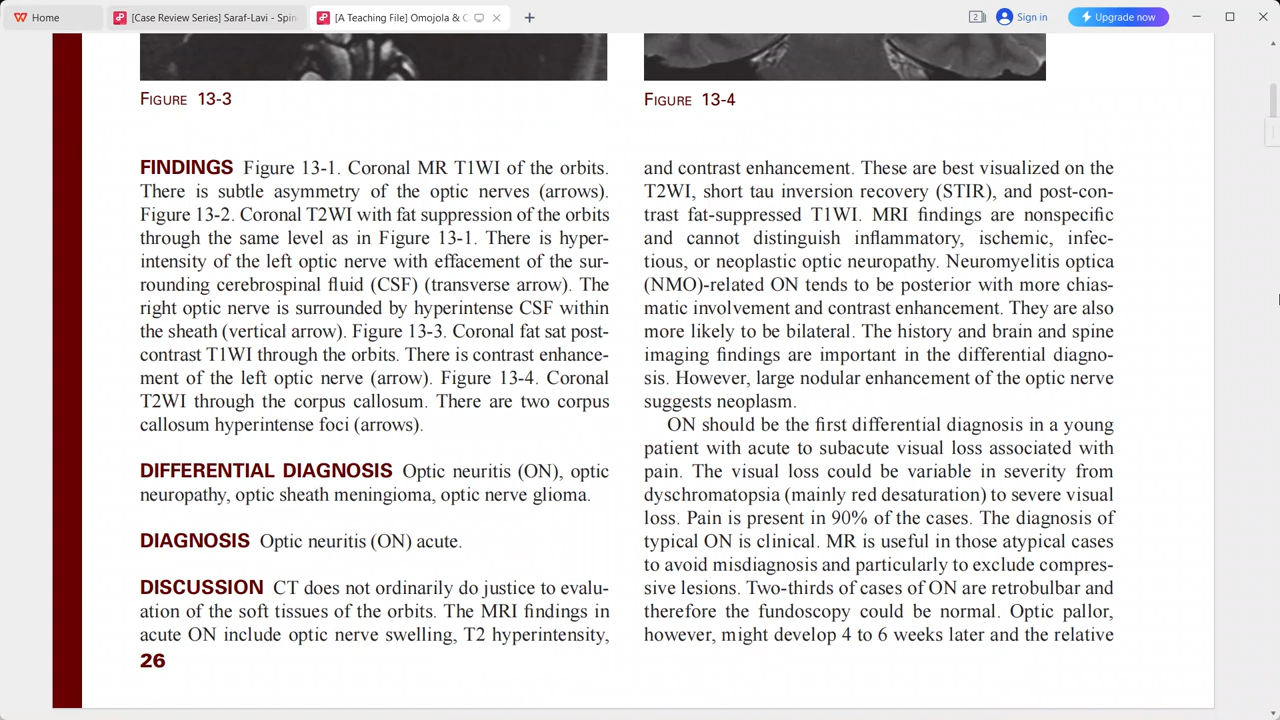 Home
[Case Review Series] Saraf-Lavi - Spin
[A Teaching File] Omojola & C
2
Sign in
Upgrade now
FIGURE 13-3
FIGURE 13-4
FINDINGS Figure 13-1. Coronal MR T1WI of the orbits.
There is subtle asymmetry of the optic nerves (arrows).
Figure 13-2. Coronal T2WI with fat suppression of the orbits
through the same level as in Figure 13-1. There is hyper-
intensity of the left optic nerve with effacement of the sur-
rounding cerebrospinal fluid (CSF) (transverse arrow). The
right optic nerve is surrounded by hyperintense CSF within
the sheath (vertical arrow). Figure 13-3. Coronal fat sat post-
contrast T1WI through the orbits. There is contrast enhance-
ment of the left optic nerve (arrow). Figure 13-4. Coronal
T2WI through the corpus callosum. There are two corpus
callosum hyperintense foci (arrows).
DIFFERENTIAL DIAGNOSIS Optic neuritis (ON), optic
neuropathy, optic sheath meningioma, optic nerve glioma.
DIAGNOSIS Optic neuritis (ON) acute.
DISCUSSION CT does not ordinarily do justice to evalu-
ation of the soft tissues of the orbits. The MRI findings in
acute ON include optic nerve swelling, T2 hyperintensity,
26
and contrast enhancement. These are best visualized on the
T2WI, short tau inversion recovery (STIR), and post-con-
trast fat-suppressed T1WI. MRI findings are nonspecific
and cannot distinguish inflammatory, ischemic, infec-
tious, or neoplastic optic neuropathy. Neuromyelitis optica
(NMO)-related ON tends to be posterior with more chias-
matic involvement and contrast enhancement. They are also
more likely to be bilateral. The history and brain and spine
imaging findings are important in the differential diagno-
sis. However, large nodular enhancement of the optic nerve
suggests neoplasm.
ON should be the first differential diagnosis in a young
patient with acute to subacute visual loss associated with
pain. The visual loss could be variable in severity from
dyschromatopsia (mainly red desaturation) to severe visual
loss. Pain is present in 90% of the cases. The diagnosis of
typical ON is clinical. MR is useful in those atypical cases
to avoid misdiagnosis and particularly to exclude compres-
sive lesions. Two-thirds of cases of ON are retrobulbar and
therefore the fundoscopy could be normal. Optic pallor,
however, might develop 4 to 6 weeks later and the relative